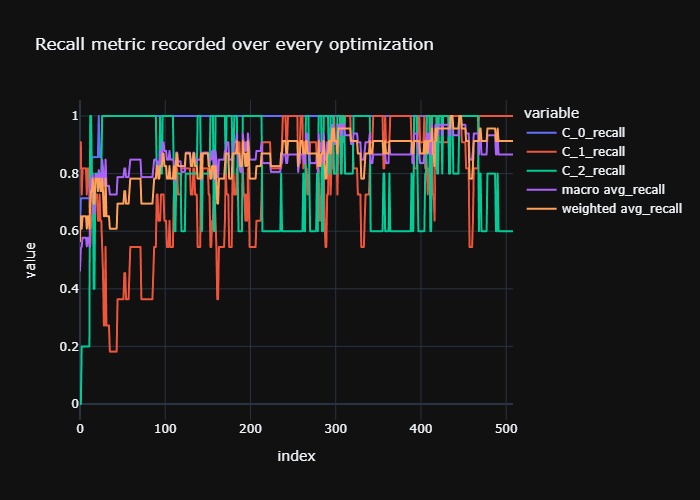 Recall metric recorded over every optimization
variable
C_0_recall
C_1_recall
C_2_recall
macro avg_recall
weighted avg_recall
value
1
0.8
0.6
0.4
0.2
0
0 100 200 300 400 500
index